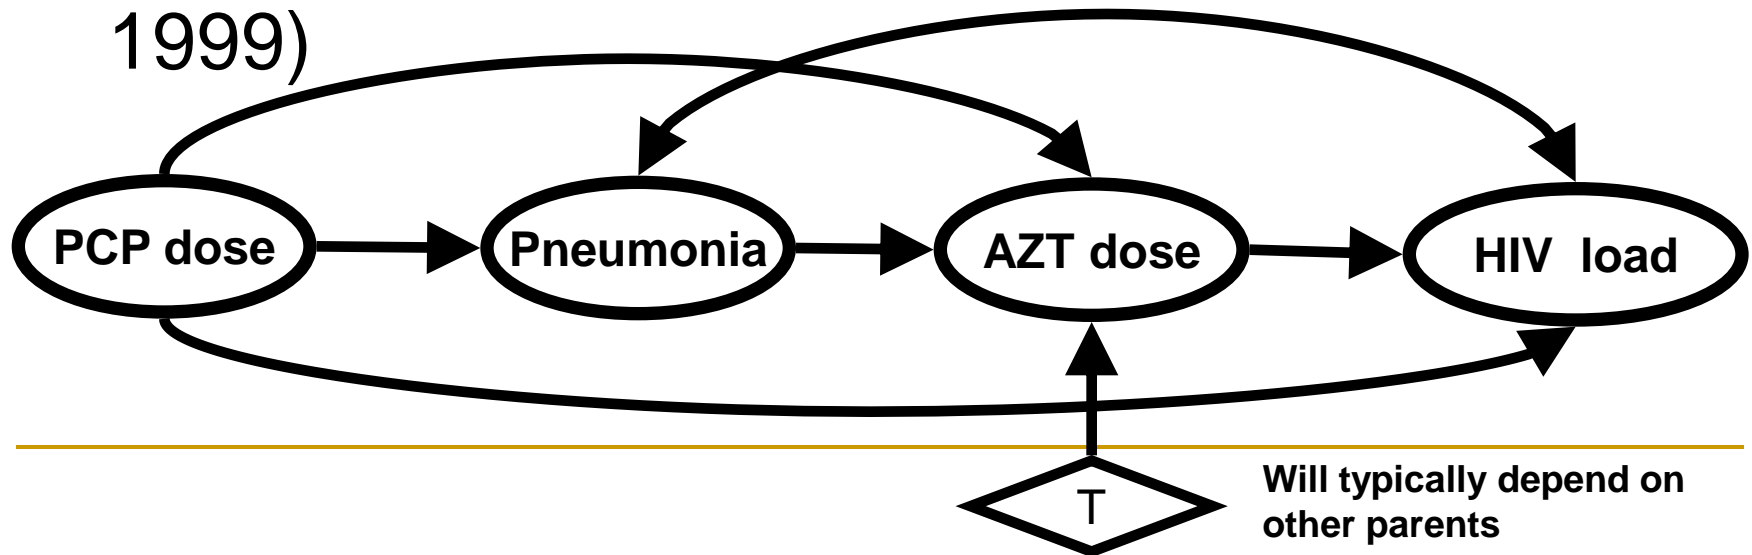 1999)
PCP dose
Pneumonia
AZT dose
HIV load
T
Will typically depend on
other parents